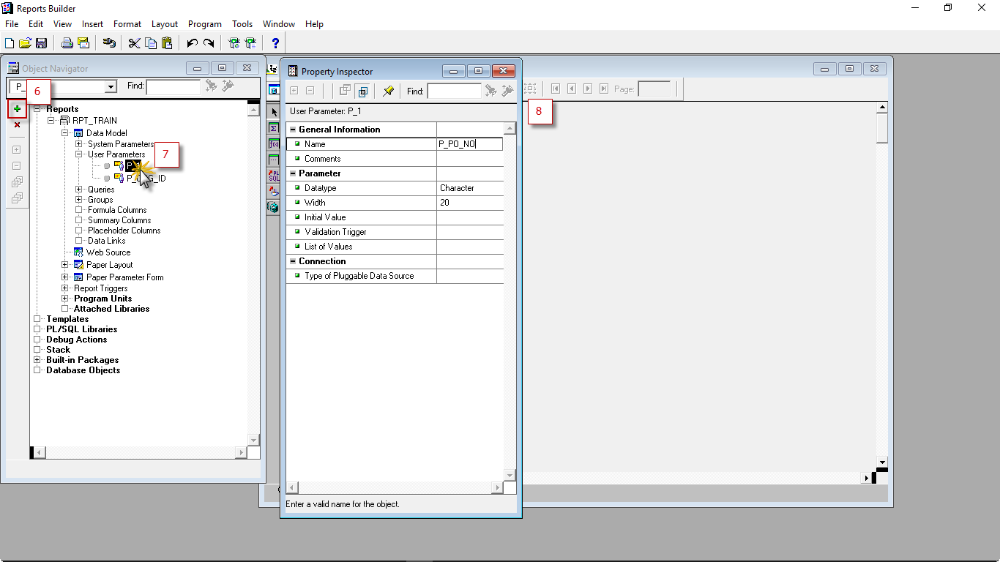 Reports Builder
File Edit View Insert Format Layout Program Tools Window Help
Object Navigator
P_
Find:
6
Reports
RPT_TRAIN
Data Model
System Parameters
User Parameters
7
Queries
Groups
Formula Columns
Summary Columns
Placeholder Columns
Data Links
Web Source
Paper Layout
Paper Parameter Form
Report Triggers
Program Units
Attached Libraries
Templates
PL/SQL Libraries
Debug Actions
Stack
Built-in Packages
Database Objects
PL
SQL
Property Inspector
Find:
User Parameter: P_1
General Information
Name P_PO_NO
Comments
Parameter
Datatype Character
Width 20
Initial Value
Validation Trigger
List of Values
Connection
Type of Pluggable Data Source
Enter a valid name for the object.
Page:
8